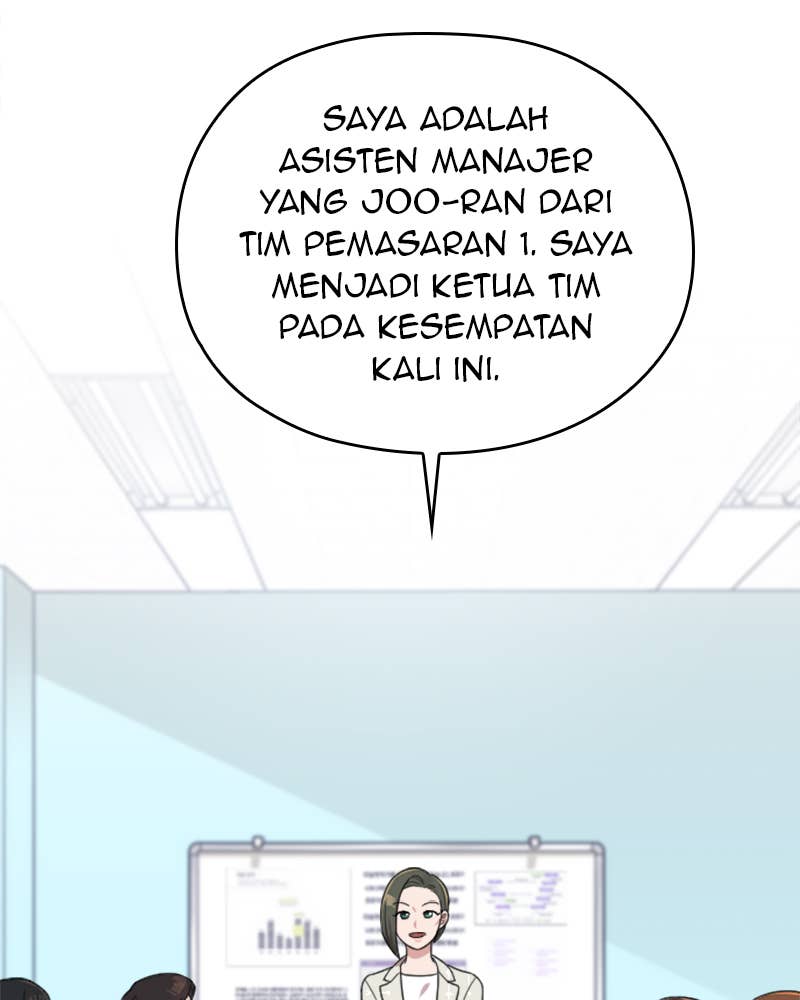 SAYA ADALAH
ASISTEN MANAJER
YANG JOO-RAN DARI
TIM PEMASARAN 1. SAYA
MENJADI KETUA TIM
PADA KESEMPATAN
KALI INI.